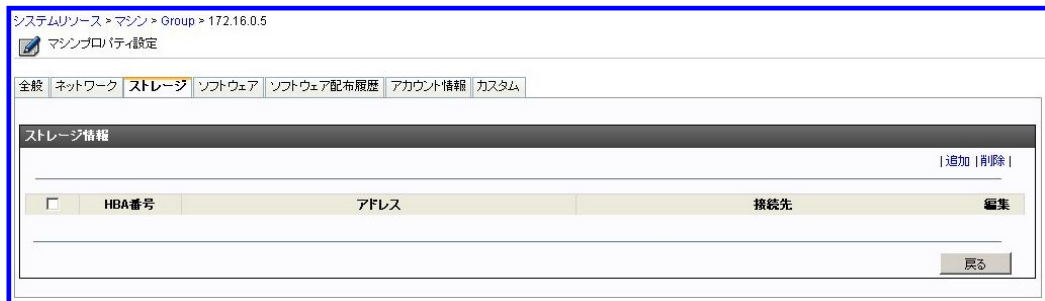 システムリソース > マシン > Group > 172.16.0.5
マシンプロパティ設定
全般 ネットワーク ストレージ ソフトウェア ソフトウェア配布履歴 アカウント情報 カスタム
ストレージ情報
| 追加 | 削除 |
HBA番号 アドレス 接続先 編集
戻る